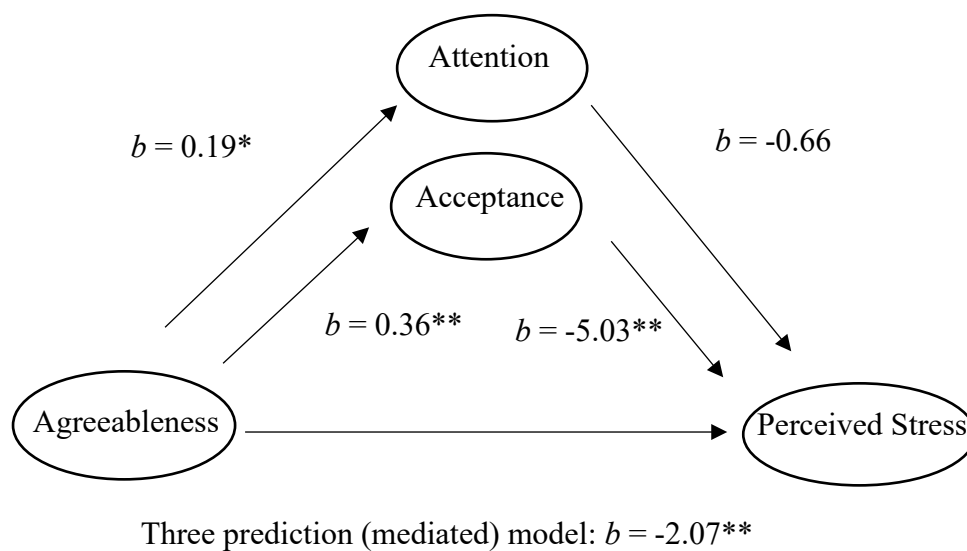 Attention
b = 0.19*
b = -0.66
Acceptance
b = 0.36**
b = -5.03**
Agreeableness
Perceived Stress
Three prediction (mediated) model: b = -2.07**